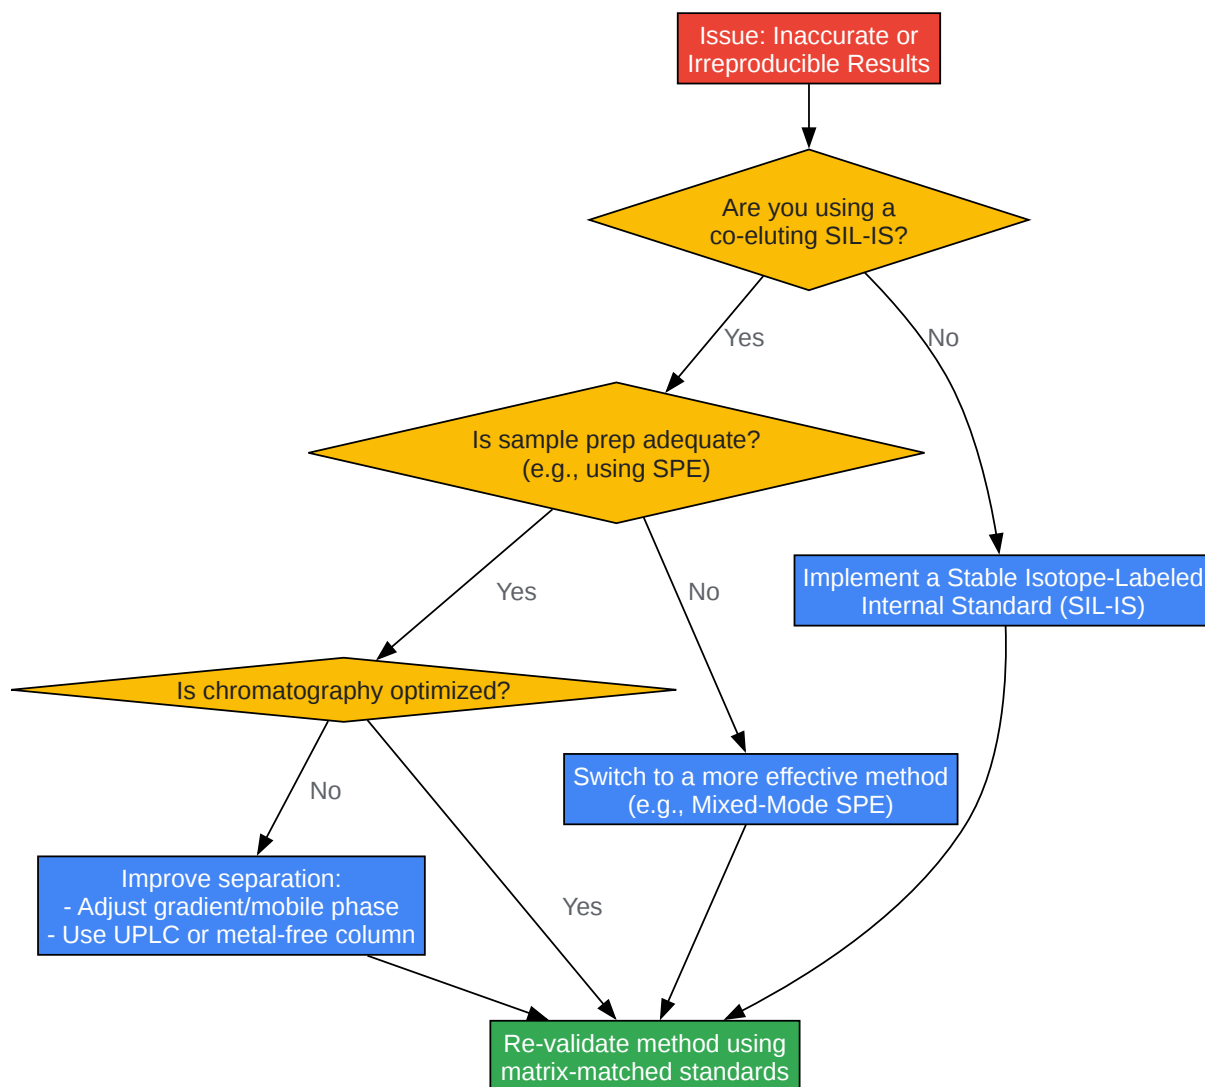 Issue: Inaccurate or
Irreproducible Results
Are you using a
co-eluting SIL-IS?
Yes
No
Is sample prep adequate?
(e.g., using SPE)
Implement a Stable Isotope-Labeled
Internal Standard (SIL-IS)
Yes
No
Is chromatography optimized?
Switch to a more effective method
(e.g., Mixed-Mode SPE)
No
Improve separation:
- Adjust gradient/mobile phase
- Use UPLC or metal-free column
Yes
Re-validate method using
matrix-matched standards